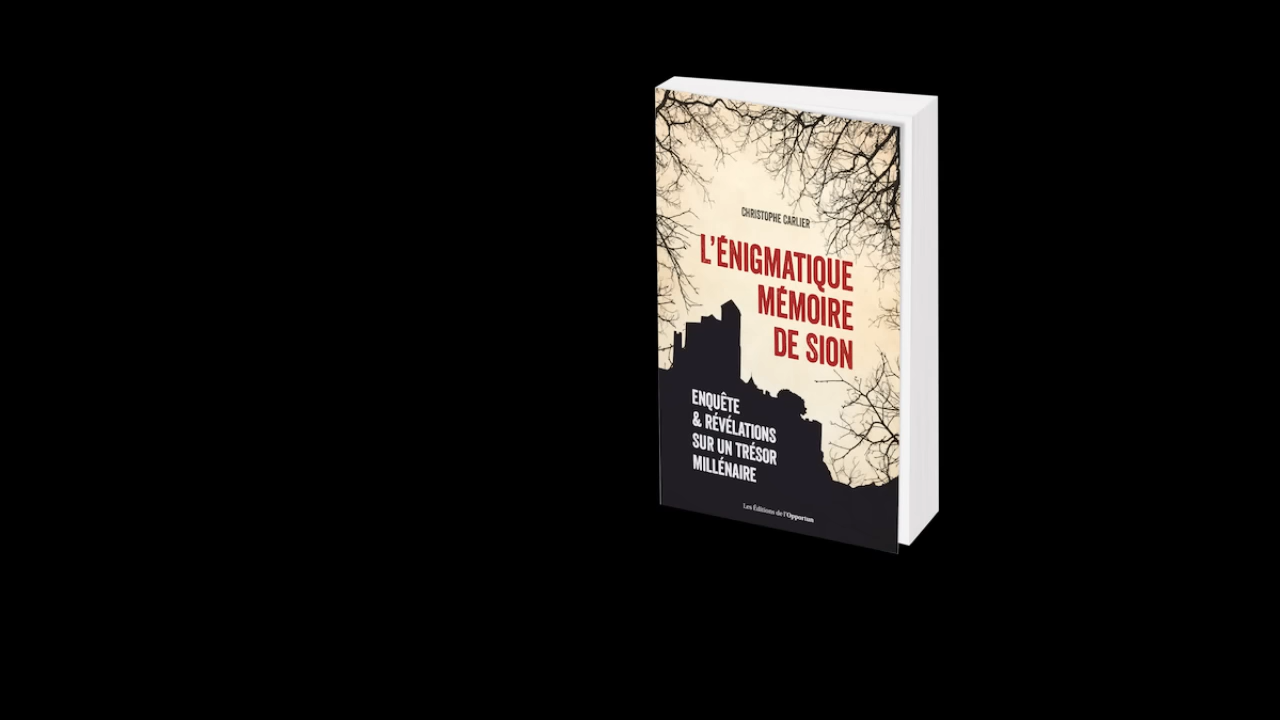 CHRISTOPHE CARLIER
L'ÉNIGMATIQUE
MÉMOIRE
DE SION
ENQUÊTE
& RÉVÉLATIONS
SUR UN TRÉSOR
MILLÉNAIRE
Les Éditions de l'Opportun